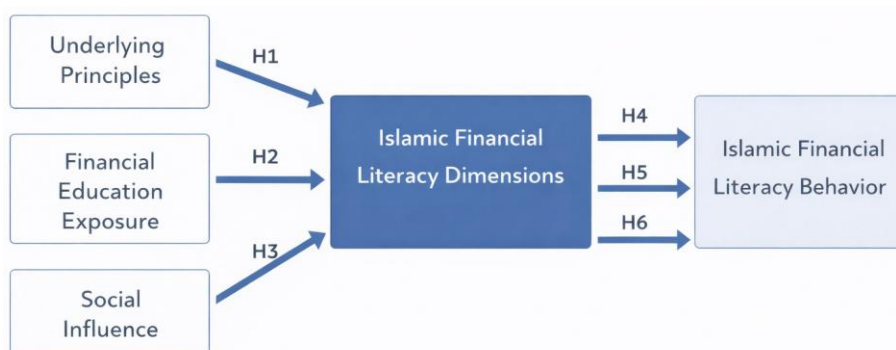 Underlying
Principles
H1
Financial
Education
Exposure
H2
Social
Influence
H3
Islamic Financial
Literacy Dimensions
H4
H5
H6
Islamic Financial
Literacy Behavior